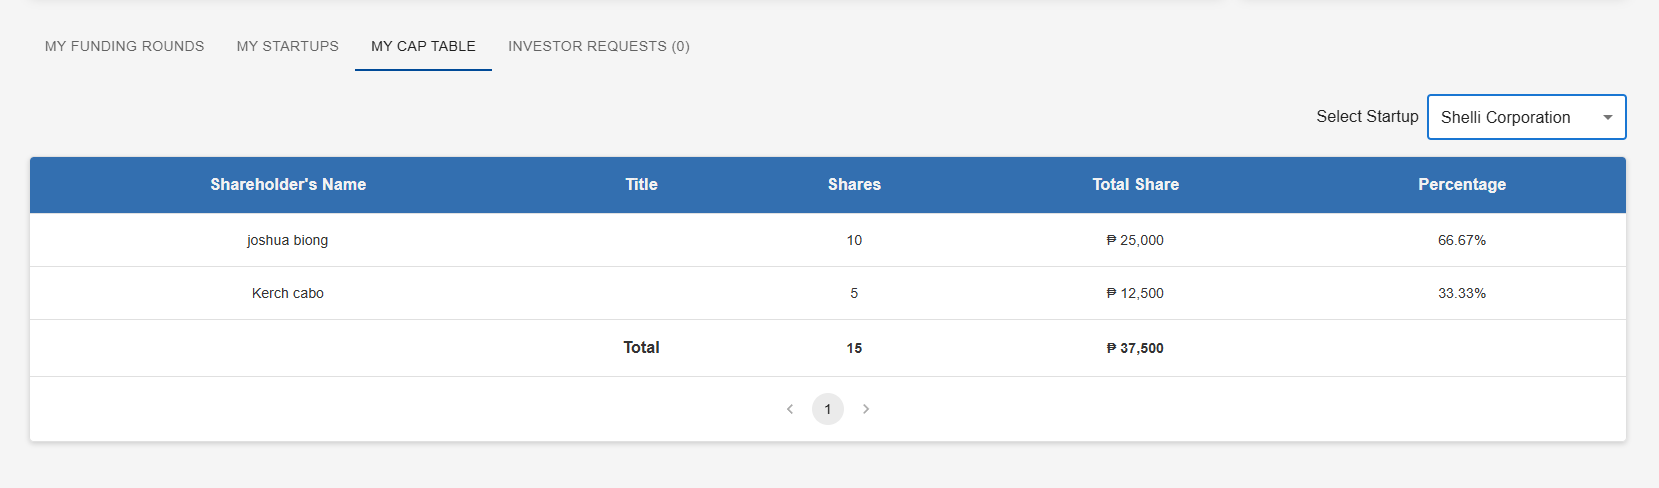 MY FUNDING ROUNDS MY STARTUPS MY CAP TABLE INVESTOR REQUESTS (0)
Select Startup Shelli Corporation
Shareholder's Name Title Shares Total Share Percentage
joshua biong 10 ₱ 25,000 66.67%
Kerch cabo 5 ₱ 12,500 33.33%
Total 15 ₱ 37,500
1